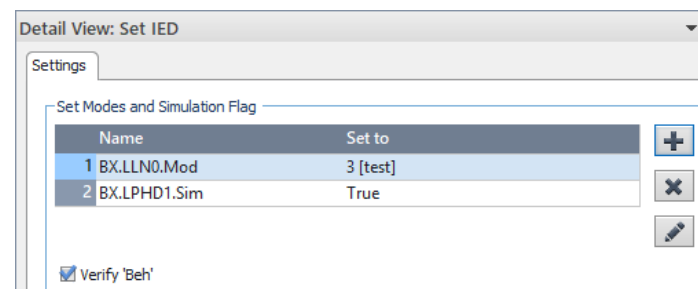 Detail View: Set IED
Settings
Set Modes and Simulation Flag
Name Set to
1 BX.LLN0.Mod 3 [test]
2 BX.LPHD1.Sim True
Verify 'Beh'